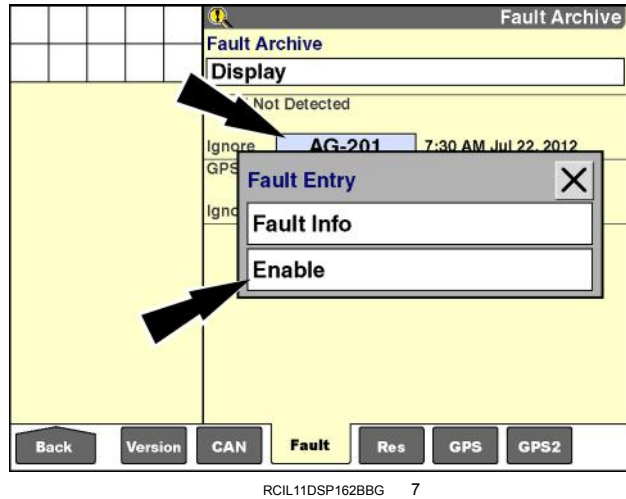 Fault Archive
Fault Archive
Display
Not Detected
Ignore AG-201 7:30 AM Jul 22, 2012
GPS
Fault Entry
Fault Info
Enable
Back Version CAN Fault Res GPS GPS2
RCIL11DSP162BBG 7